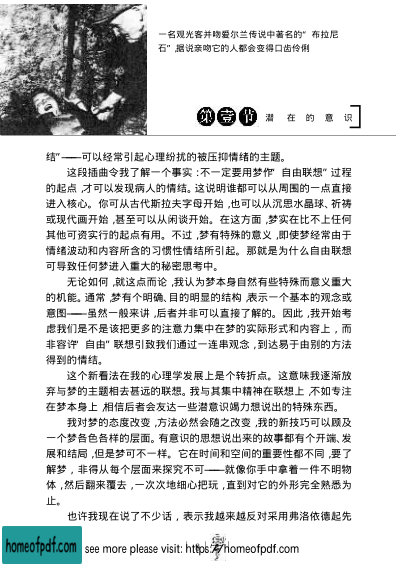 一名观光客并吻爱尔兰传说中著名的“ 布拉尼
石”,据说亲吻它的人都会变得口齿伶俐
第壹节 潜在的意识
结”——可以经常引起心理纷扰的被压抑情绪的主题。
这段插曲令我了解一个事实：不一定要用梦作“ 自由联想” 过程
的起点 ,才可以发现病人的情结。这说明谁都可以从周围的一点直接
进入核心。你可从古代斯拉夫字母开始 ,也可以从沉思水晶球、祈祷
或现代画开始 ,甚至可以从闲谈开始。在这方面 ,梦实在比不上任何
其他可资实行的起点有用。不过 ,梦有特殊的意义 ,即使梦经常由于
情绪波动和内容所含的习惯性情结所引起。那就是为什么自由联想
可导致任何梦进入重大的秘密思考中。
无论如何 ,就这点而论 ,我认为梦本身自然有些特殊而意义重大
的机能。通常 ,梦有个明确、目的明显的结构 ,表示一个基本的观念或
意图——虽然一般来讲 ,后者并非可以直接了解的。因此 ,我开始考
虑我们是不是该把更多的注意力集中在梦的实际形式和内容上 ，而
非容许“ 自由” 联想引致我们通过一连串观念 ,到达易于由别的方法
得到的情结。
这个新看法在我的心理学发展上是个转折点。这意味我逐渐放
弃与梦的主题相去甚远的联想。我与其集中精神在联想上 ,不如专注
在梦本身上 ,相信后者会友达一些潜意识竭力想说出的特殊东西。
我对梦的态度改变 ,方法必然会随之改变 ,我的新技巧可以顾及
一个梦各色各样的层面。有意识的思想说出来的故事都有个开端、发
展和结局 ,但是梦可不一样。它在时间和空间的重要性都不同 ,要了
解梦 ，非得从每个层面来探究不可——就像你手中拿着一件不明物
体 ,然后翻来覆去 ,一次次地细心把玩 ,直到对它的外形完全熟悉为
止。
也许我现在说了不少话 ，表示我越来越反对采用弗洛依德起先
homeofpdf.com
see more please visit: https://homeofpdf.com